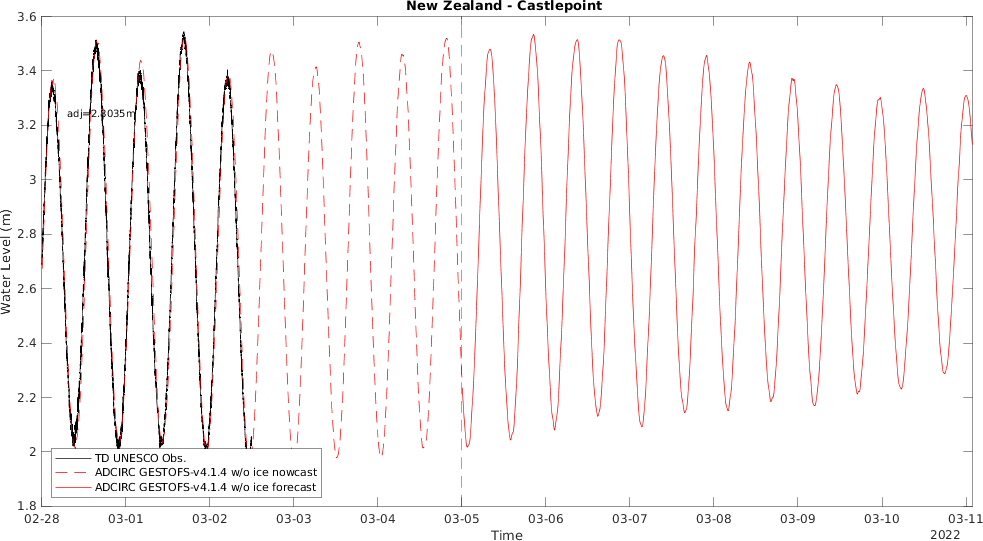 New Zealand - Castlepoint
3.6
3.4
3.2
3
2.8
2.6
2.4
2.2
2
1.8
Water Level (m)
adj=2.8035m
TD UNESCO Obs.
ADCIRC GESTOFS-v4.1.4 w/o ice nowcast
ADCIRC GESTOFS-v4.1.4 w/o ice forecast
02-28 03-01 03-02 03-03 03-04 03-05 03-06 03-07 03-08 03-09 03-10 03-11
Time
2022